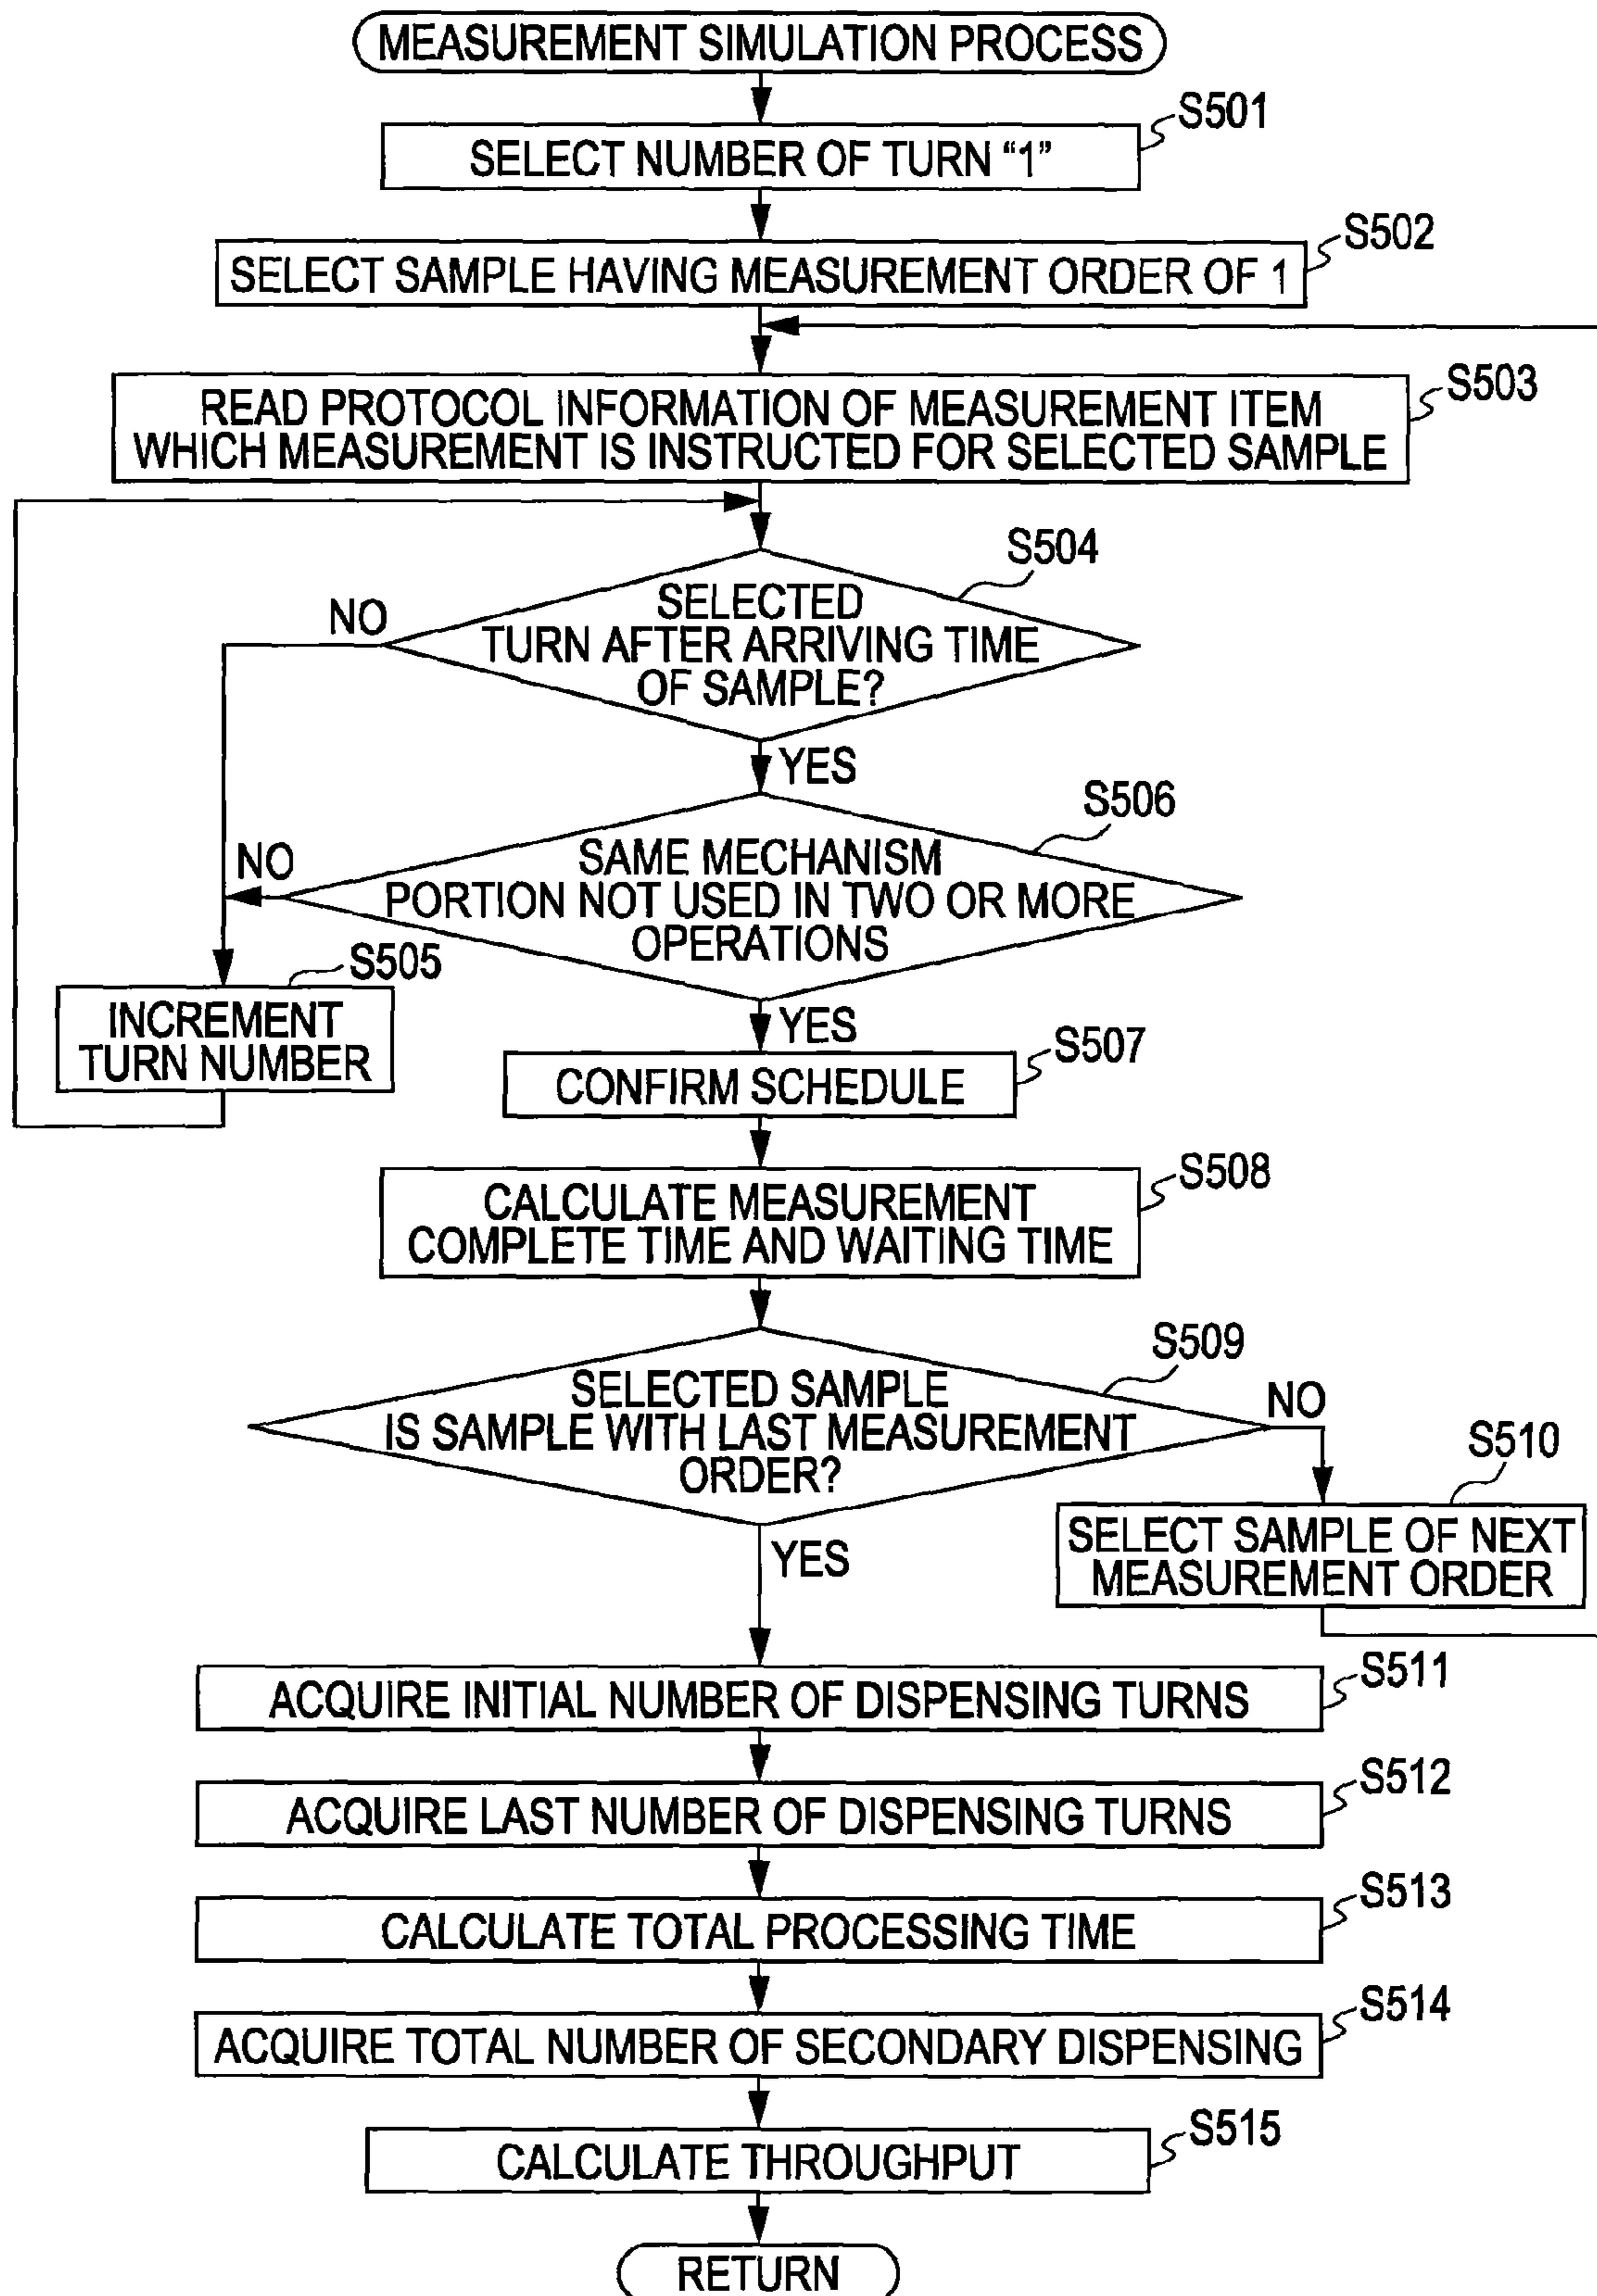 MEASUREMENT SIMULATION PROCESS
S501
SELECT NUMBER OF TURN “1”
S502
SELECT SAMPLE HAVING MEASUREMENT ORDER OF 1
S503
READ PROTOCOL INFORMATION OF MEASUREMENT ITEM
WHICH MEASUREMENT IS INSTRUCTED FOR SELECTED SAMPLE
S504
SELECTED
TURN AFTER ARRIVING TIME
OF SAMPLE?
NO
YES
S506
SAME MECHANISM
PORTION NOT USED IN TWO OR MORE
OPERATIONS
NO
S505
INCREMENT
TURN NUMBER
YES
S507
CONFIRM SCHEDULE
S508
CALCULATE MEASUREMENT
COMPLETE TIME AND WAITING TIME
S509
SELECTED SAMPLE
IS SAMPLE WITH LAST MEASUREMENT
ORDER?
NO
S510
SELECT SAMPLE OF NEXT
MEASUREMENT ORDER
YES
S511
ACQUIRE INITIAL NUMBER OF DISPENSING TURNS
S512
ACQUIRE LAST NUMBER OF DISPENSING TURNS
S513
CALCULATE TOTAL PROCESSING TIME
S514
ACQUIRE TOTAL NUMBER OF SECONDARY DISPENSING
S515
CALCULATE THROUGHPUT
RETURN